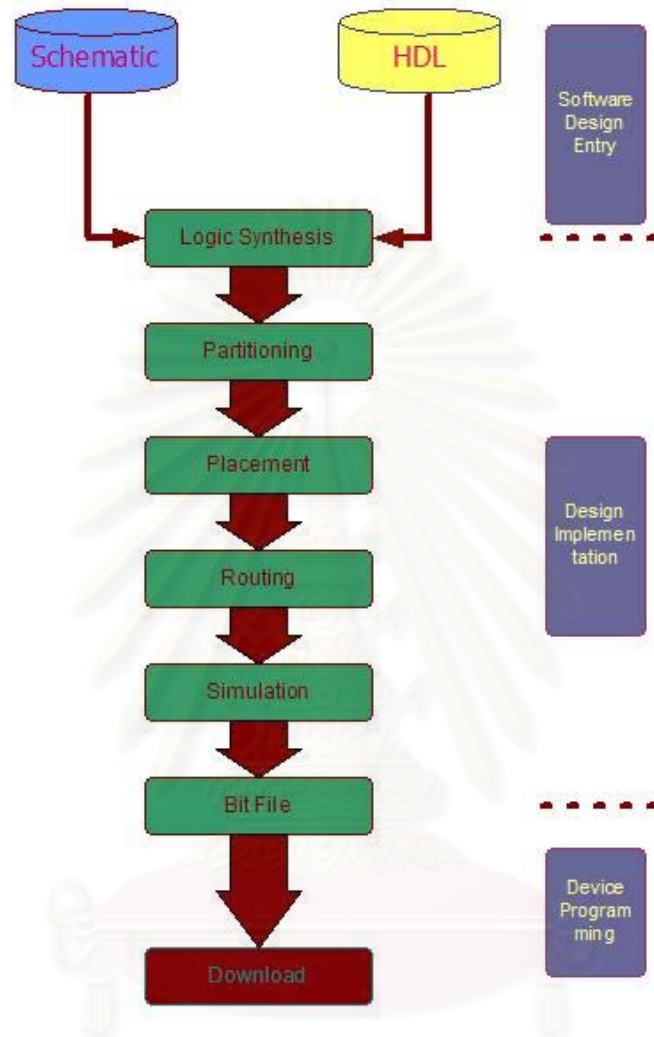 Schematic
HDL
Software
Design
Entry
Logic Synthesis
Partitioning
Placement
Design
Implemen
tation
Routing
Simulation
Bit File
Device
Program
ming
Download